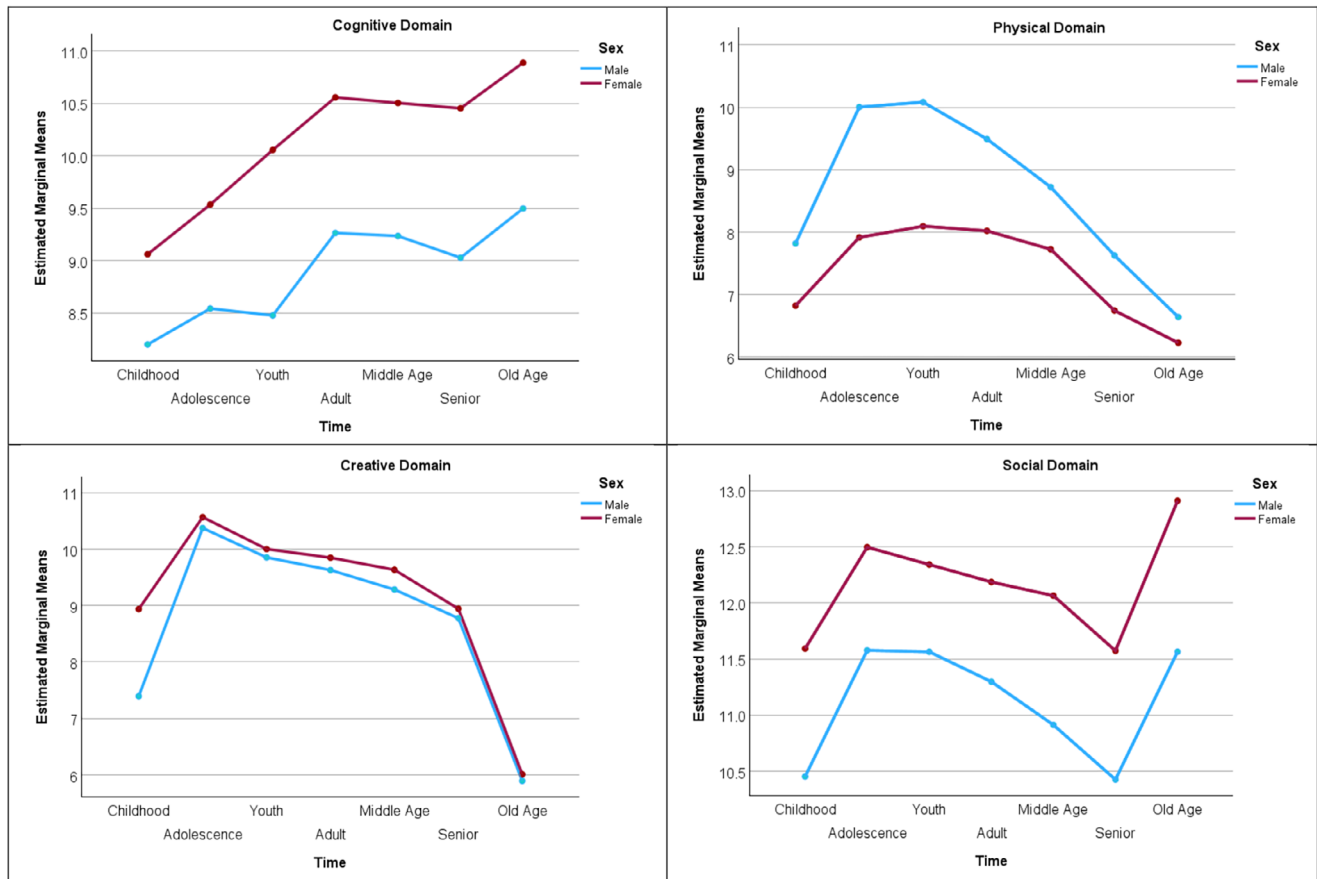 Cognitive Domain
Sex
Male
Female
Estimated Marginal Means
11.0
10.5
10.0
9.5
9.0
8.5
Childhood
Youth
Middle Age
Old Age
Adolescence
Adult
Senior
Time
Physical Domain
Sex
Male
Female
Estimated Marginal Means
11
10
9
8
7
6
Childhood
Youth
Middle Age
Old Age
Adolescence
Adult
Senior
Time
Creative Domain
Sex
Male
Female
Estimated Marginal Means
11
10
9
8
7
6
Childhood
Youth
Middle Age
Old Age
Adolescence
Adult
Senior
Time
Social Domain
Sex
Male
Female
Estimated Marginal Means
13.0
12.5
12.0
11.5
11.0
10.5
Childhood
Youth
Middle Age
Old Age
Adolescence
Adult
Senior
Time